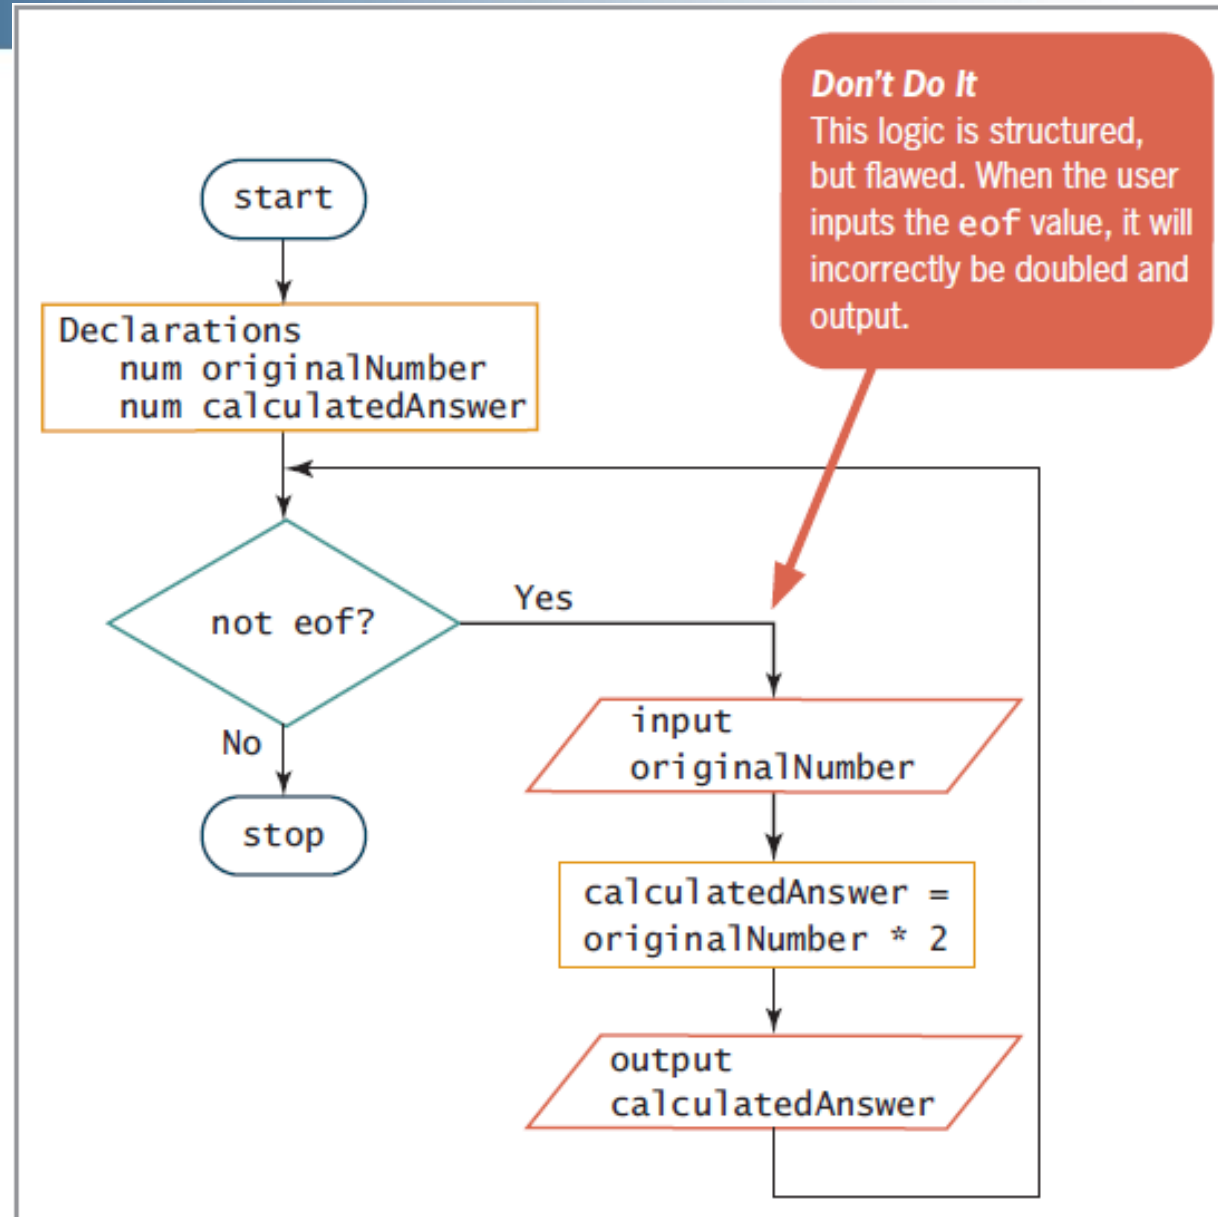 Don't Do It
This logic is structured,
but flawed. When the user
inputs the eof value, it will
incorrectly be doubled and
output.
start
Declarations
num originalNumber
num calculatedAnswer
not eof?
Yes
No
stop
input
originalNumber
calculatedAnswer =
originalNumber * 2
output
calculatedAnswer